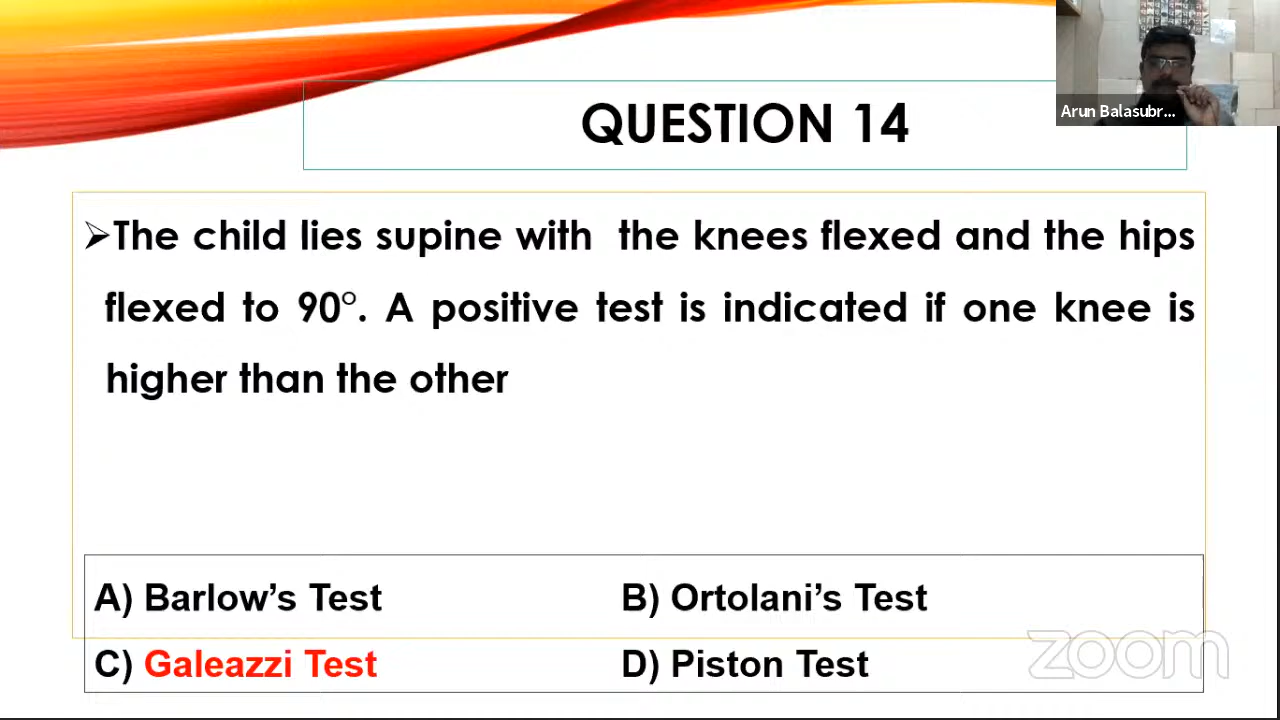 Arun Balasubr...
QUESTION 14
➢The child lies supine with the knees flexed and the hips
flexed to 90°. A positive test is indicated if one knee is
higher than the other
A) Barlow’s Test B) Ortolani’s Test
C) Galeazzi Test D) Piston Test
zoom